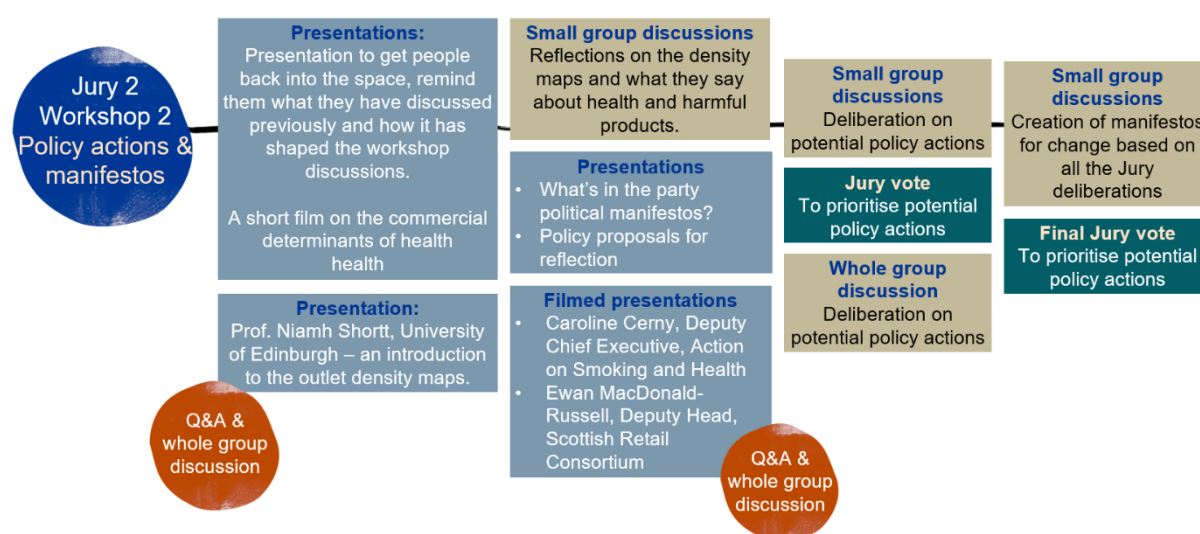 Jury 2
Workshop 2
Policy actions &
manifestos
Presentations:
Presentation to get people
back into the space, remind
them what they have discussed
previously and how it has
shaped the workshop
discussions.
A short film on the commercial
determinants of health
health
Presentation:
Prof. Niamh Shortt, University
of Edinburgh – an introduction
to the outlet density maps.
Q&A &
whole group
discussion
Small group discussions
Reflections on the density
maps and what they say
about health and harmful
products.
Presentations
• What's in the party
political manifestos?
• Policy proposals for
reflection
Filmed presentations
• Caroline Cerny, Deputy
Chief Executive, Action
on Smoking and Health
• Ewan MacDonald-
Russell, Deputy Head,
Scottish Retail
Consortium
Q&A &
whole group
discussion
Small group
discussions
Deliberation on
potential policy actions
Jury vote
To prioritise potential
policy actions
Whole group
discussion
Deliberation on
potential policy actions
Small group
discussions
Creation of manifestos
for change based on
all the Jury
deliberations
Final Jury vote
To prioritise potential
policy actions